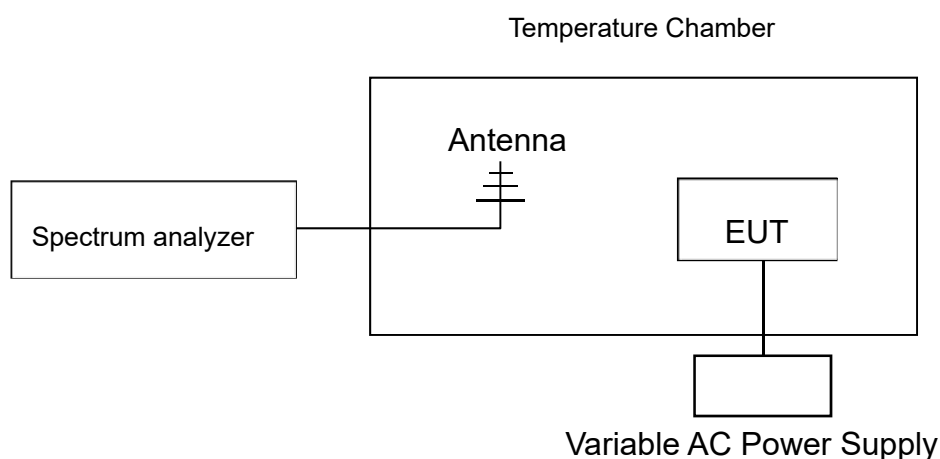 Temperature Chamber
Antenna
Spectrum analyzer
EUT
Variable AC Power Supply